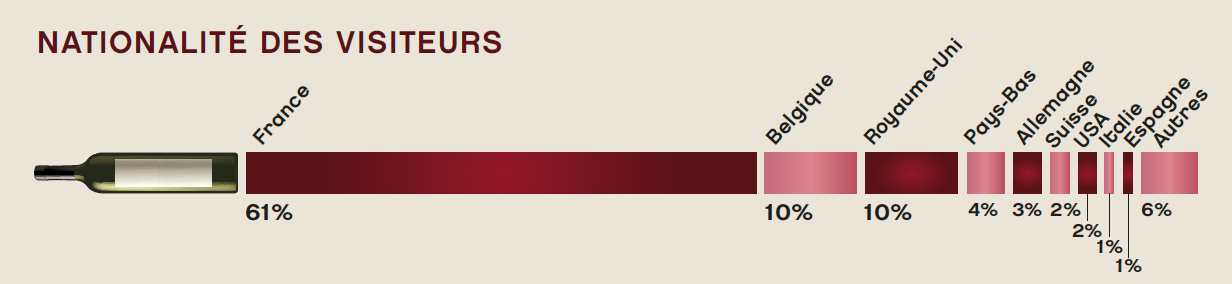 NATIONALITÉ DES VISITEURS
France
Belgique
Royaume-Uni
Pays-Bas
Allemagne
Suisse
USA
Italie
Espagne
Autres
61%
10%
10%
4%
3%
2%
2%
1%
1%
6%